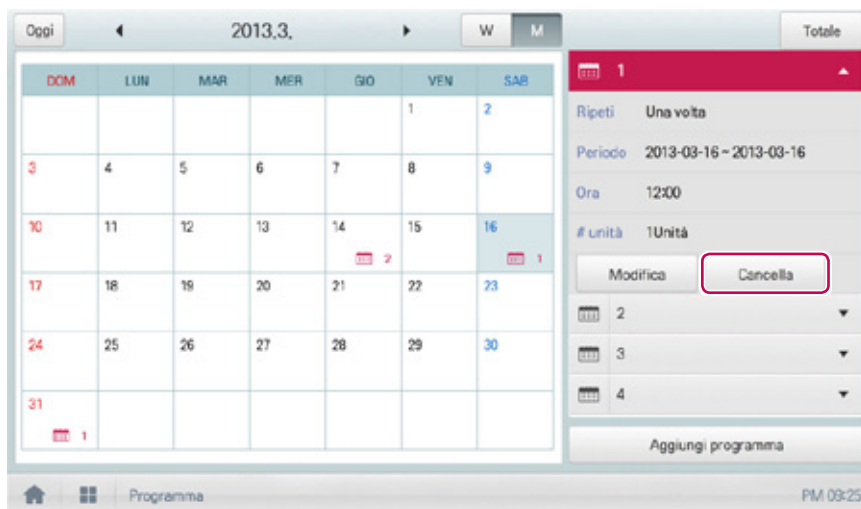 Oggi 2013.3. W M Totale
DOM LUN MAR MER GIO VEN SAB
1 2
3 4 5 6 7 8 9
10 11 12 13 14 15 16
2 1
17 18 19 20 21 22 23
24 25 26 27 28 29 30
31
1
1
Ripeti Una volta
Periodo 2013-03-16 ~ 2013-03-16
Ora 12:00
# unità 1Unità
Modifica Cancella
2
3
4
Aggiungi programma
Programma PM 09:25